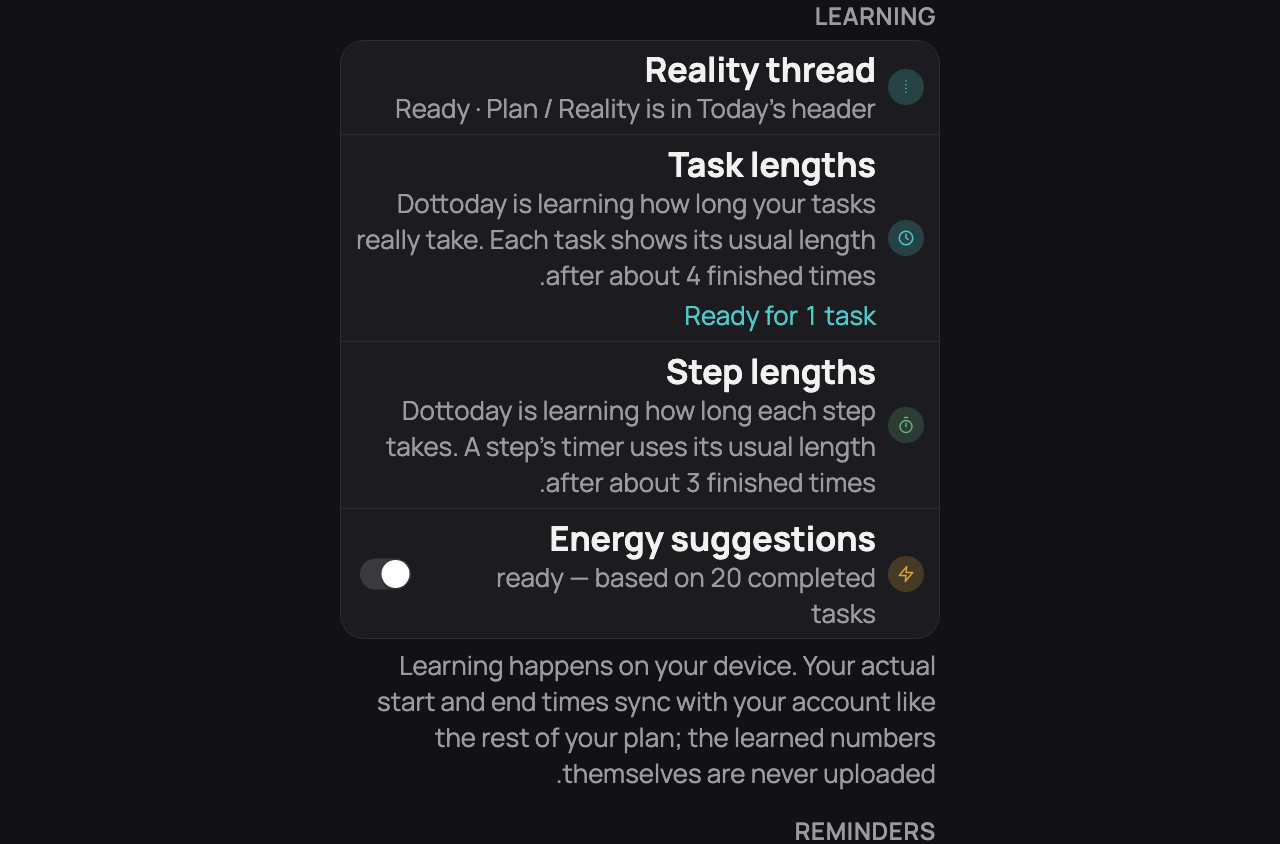 LEARNING
Reality thread
Ready · Plan / Reality is in Today's header
Task lengths
Dottoday is learning how long your tasks
really take. Each task shows its usual length
.after about 4 finished times
Ready for 1 task
Step lengths
Dottoday is learning how long each step
takes. A step's timer uses its usual length
.after about 3 finished times
Energy suggestions
ready — based on 20 completed
tasks
Learning happens on your device. Your actual
start and end times sync with your account like
the rest of your plan; the learned numbers
.themselves are never uploaded
REMINDERS